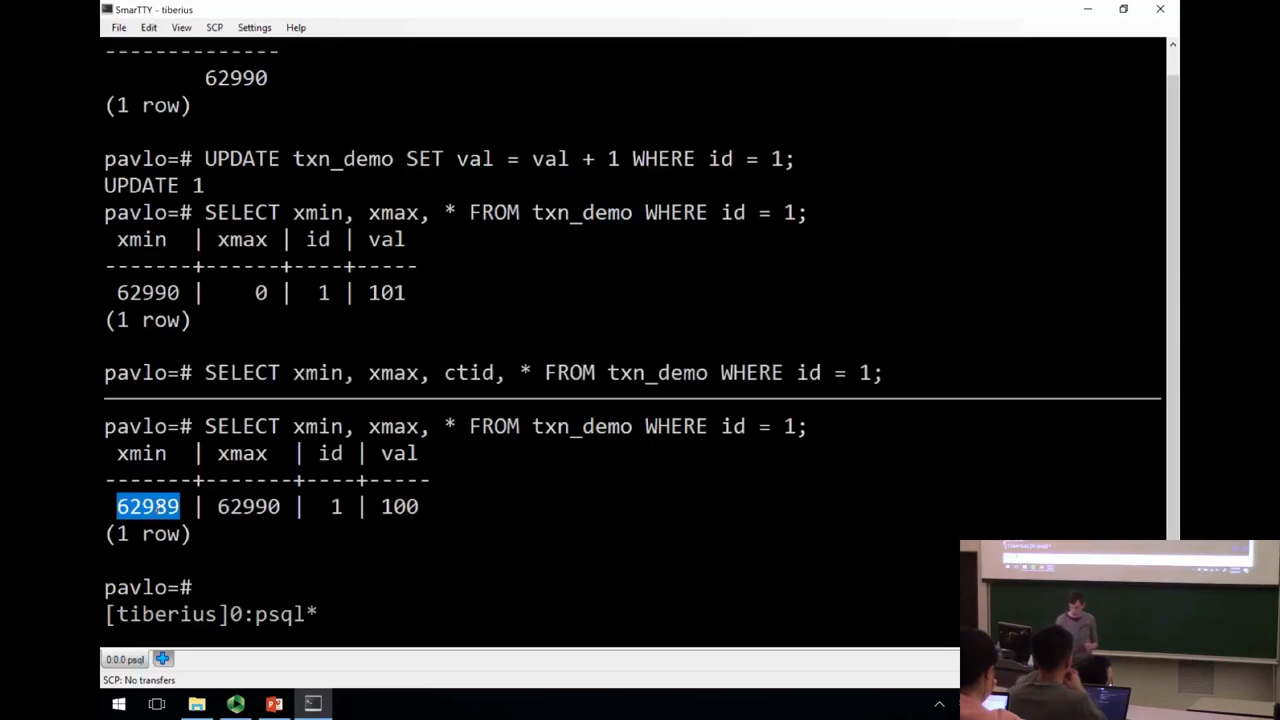 SmarTTY - tiberius
File Edit View SCP Settings Help
--------------
62990
(1 row)
pavlo=# UPDATE txn_demo SET val = val + 1 WHERE id = 1;
UPDATE 1
pavlo=# SELECT xmin, xmax, * FROM txn_demo WHERE id = 1;
xmin | xmax | id | val
-------+------+----+-----
62990 | 0 | 1 | 101
(1 row)
pavlo=# SELECT xmin, xmax, ctid, * FROM txn_demo WHERE id = 1;
pavlo=# SELECT xmin, xmax, * FROM txn_demo WHERE id = 1;
xmin | xmax | id | val
-------+-------+----+-----
62989 | 62990 | 1 | 100
(1 row)
pavlo=#
[tiberius]0:psql*
0:0.0 psql
SCP: No transfers